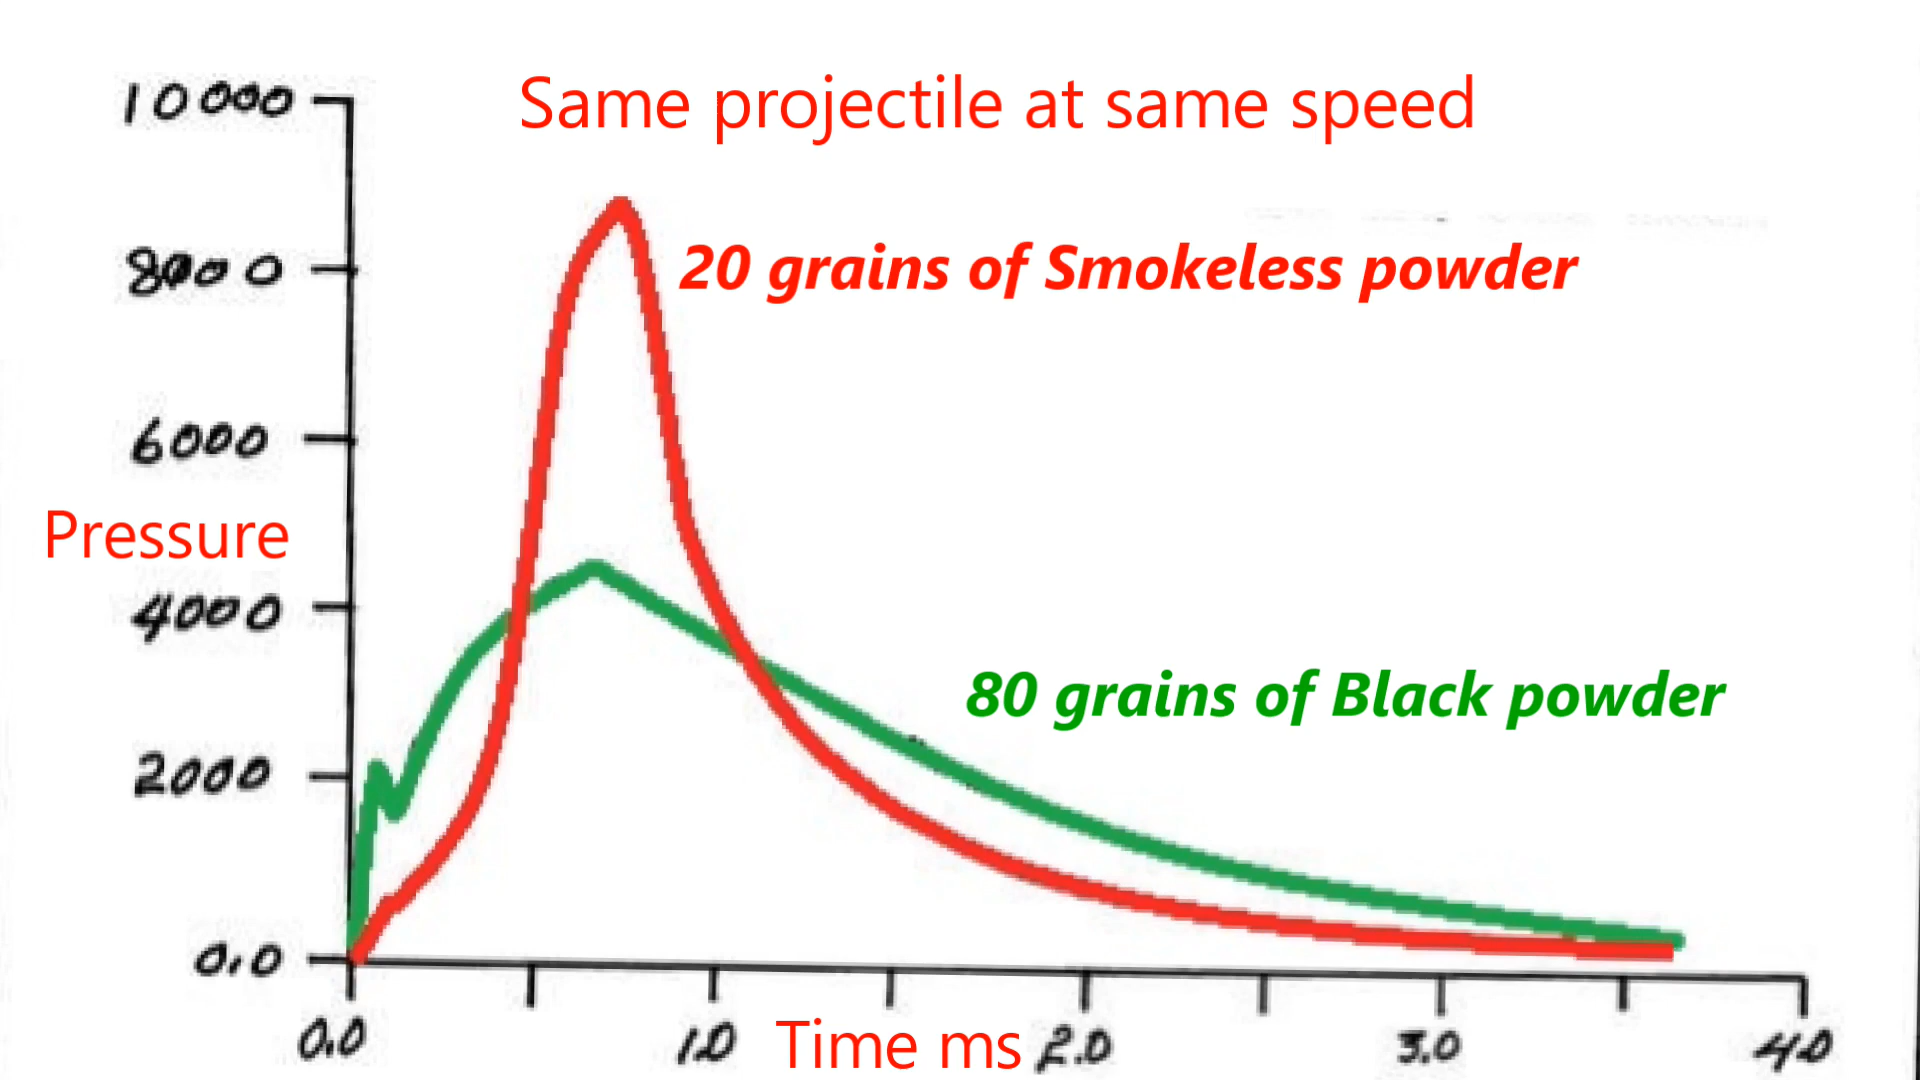 10000
Same projectile at same speed
8000
20 grains of Smokeless powder
6000
Pressure
4000
80 grains of Black powder
2000
0.0
0.0 1.0 Time ms 2.0 3.0 4.0